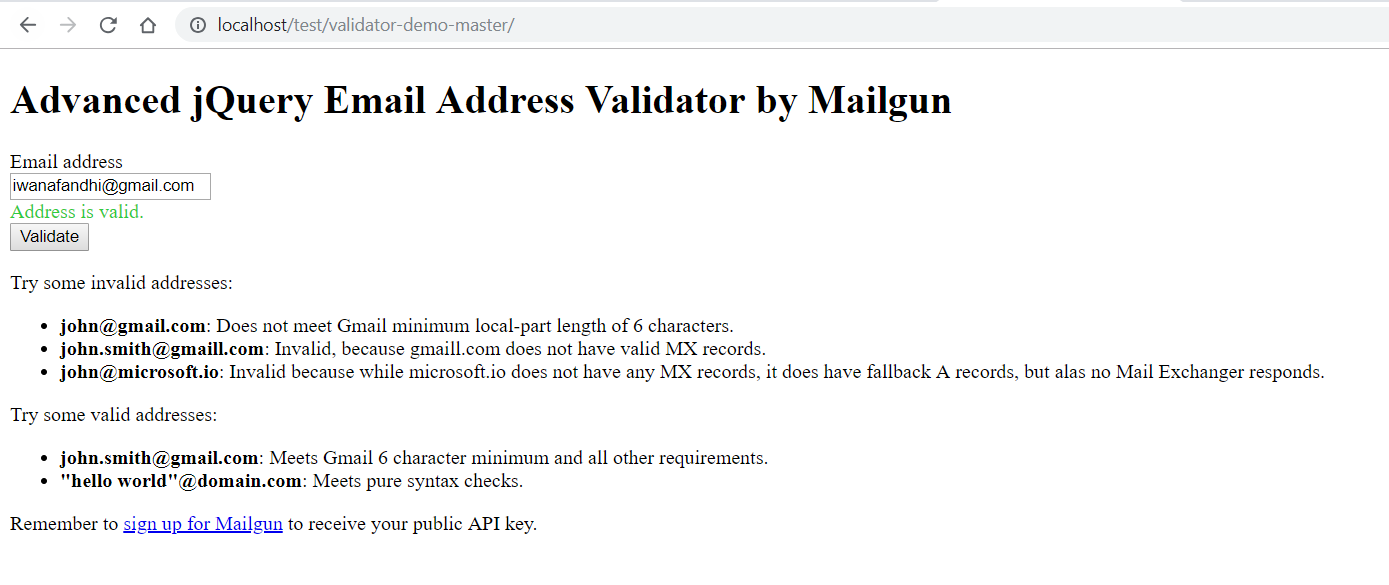 localhost/test/validator-demo-master/
Advanced jQuery Email Address Validator by Mailgun
Email address
iwanafandhi@gmail.com
Address is valid.
Validate
Try some invalid addresses:
• john@gmail.com: Does not meet Gmail minimum local-part length of 6 characters.
• john.smith@gmaill.com: Invalid, because gmaill.com does not have valid MX records.
• john@microsoft.io: Invalid because while microsoft.io does not have any MX records, it does have fallback A records, but alas no Mail Exchanger responds.
Try some valid addresses:
• john.smith@gmail.com: Meets Gmail 6 character minimum and all other requirements.
• "hello world"@domain.com: Meets pure syntax checks.
Remember to sign up for Mailgun to receive your public API key.